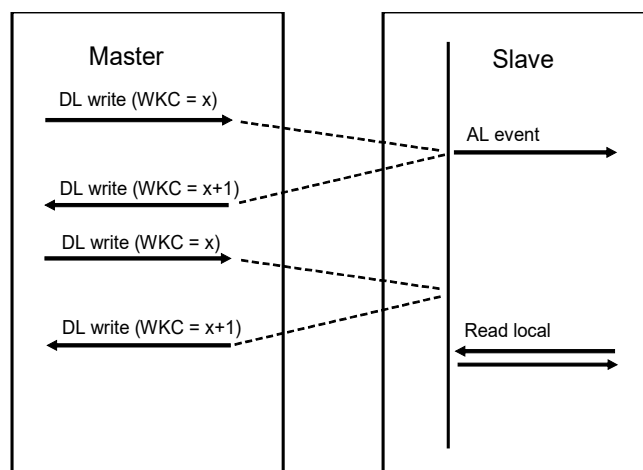 Master
Slave
DL write (WKC = x)
AL event
DL write (WKC = x+1)
DL write (WKC = x)
DL write (WKC = x+1)
Read local